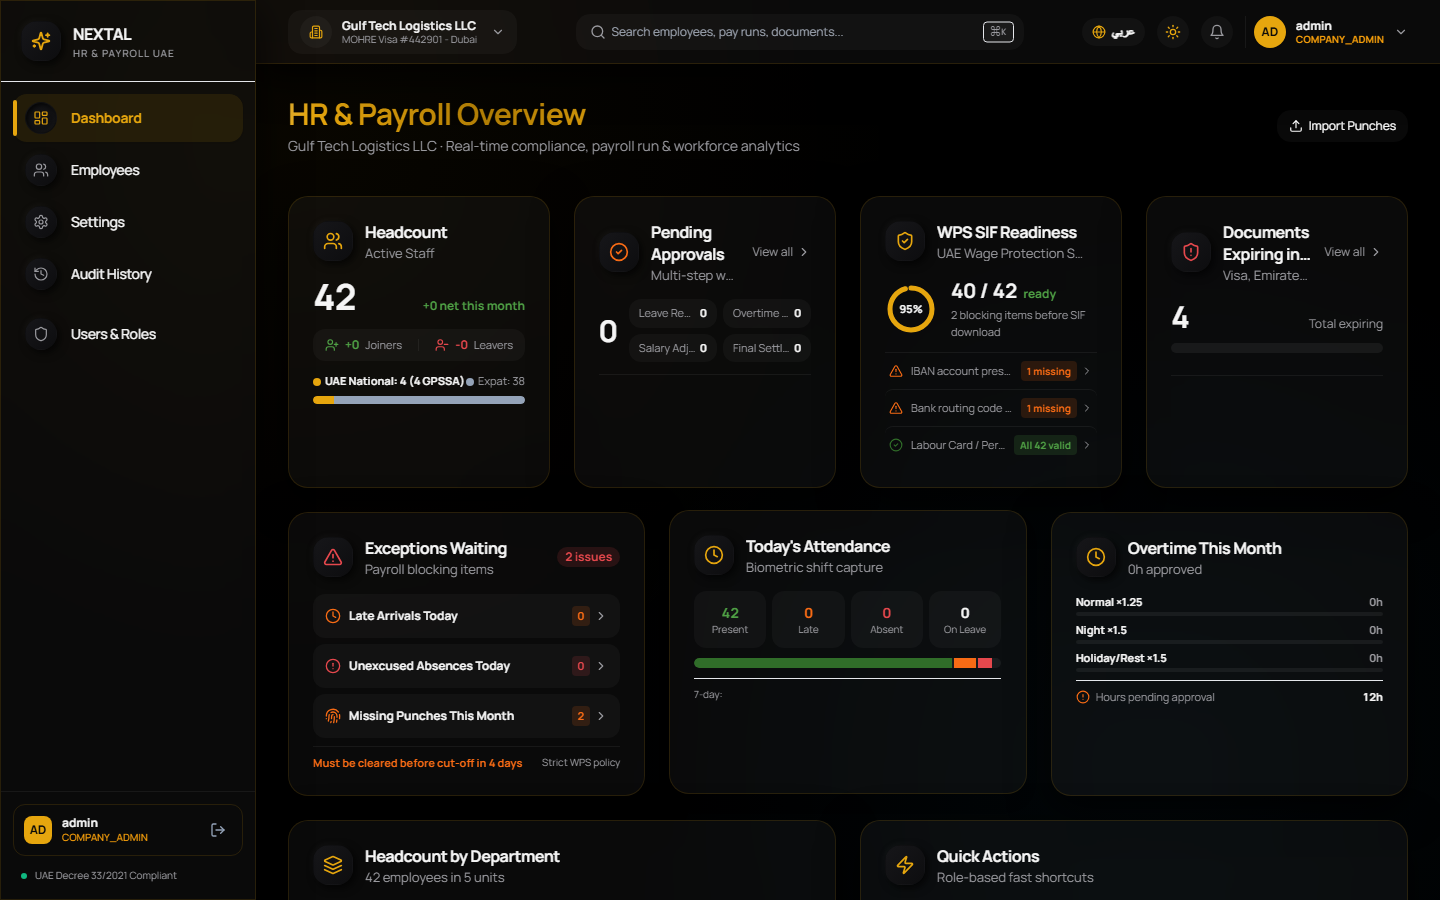 NEXTAL
HR & PAYROLL UAE
Dashboard
Employees
Settings
Audit History
Users & Roles
admin
COMPANY_ADMIN
UAE Decree 33/2021 Compliant
Gulf Tech Logistics LLC
MOHRE Visa #442901 - Dubai
Search employees, pay runs, documents...
⌘K
عربي
AD
admin
COMPANY_ADMIN
HR & Payroll Overview
Gulf Tech Logistics LLC · Real-time compliance, payroll run & workforce analytics
Import Punches
Headcount
Active Staff
42
+0 net this month
+0 Joiners
-0 Leavers
UAE National: 4 (4 GPSSA)
Expat: 38
Pending Approvals
Multi-step w...
View all
0
Leave Re... 0
Overtime ... 0
Salary Adj... 0
Final Settl... 0
WPS SIF Readiness
UAE Wage Protection S...
95%
40 / 42 ready
2 blocking items before SIF download
IBAN account pres... 1 missing
Bank routing code ... 1 missing
Labour Card / Per... All 42 valid
Documents Expiring in...
Visa, Emirate...
View all
4
Total expiring
Exceptions Waiting
Payroll blocking items
2 issues
Late Arrivals Today 0
Unexcused Absences Today 0
Missing Punches This Month 2
Must be cleared before cut-off in 4 days
Strict WPS policy
Today's Attendance
Biometric shift capture
42 Present
0 Late
0 Absent
0 On Leave
7-day:
Overtime This Month
0h approved
Normal ×1.25 0h
Night ×1.5 0h
Holiday/Rest ×1.5 0h
Hours pending approval 12h
Headcount by Department
42 employees in 5 units
Quick Actions
Role-based fast shortcuts
AD